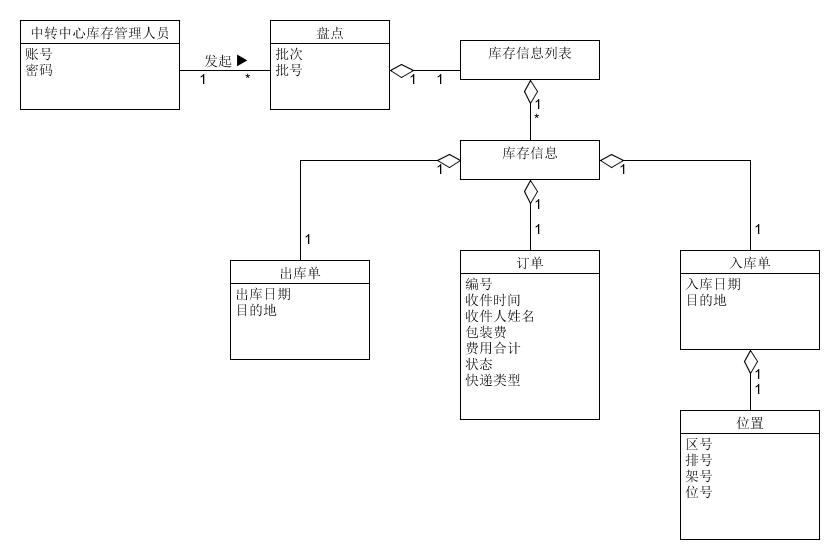 中转中心库存管理人员
账号
密码
发起 ▶
1
*
盘点
批次
批号
1
1
库存信息列表
1
*
库存信息
1
1
1
1
1
1
出库单
出库日期
目的地
订单
编号
收件时间
收件人姓名
包装费
费用合计
状态
快递类型
入库单
入库日期
目的地
1
1
位置
区号
排号
架号
位号